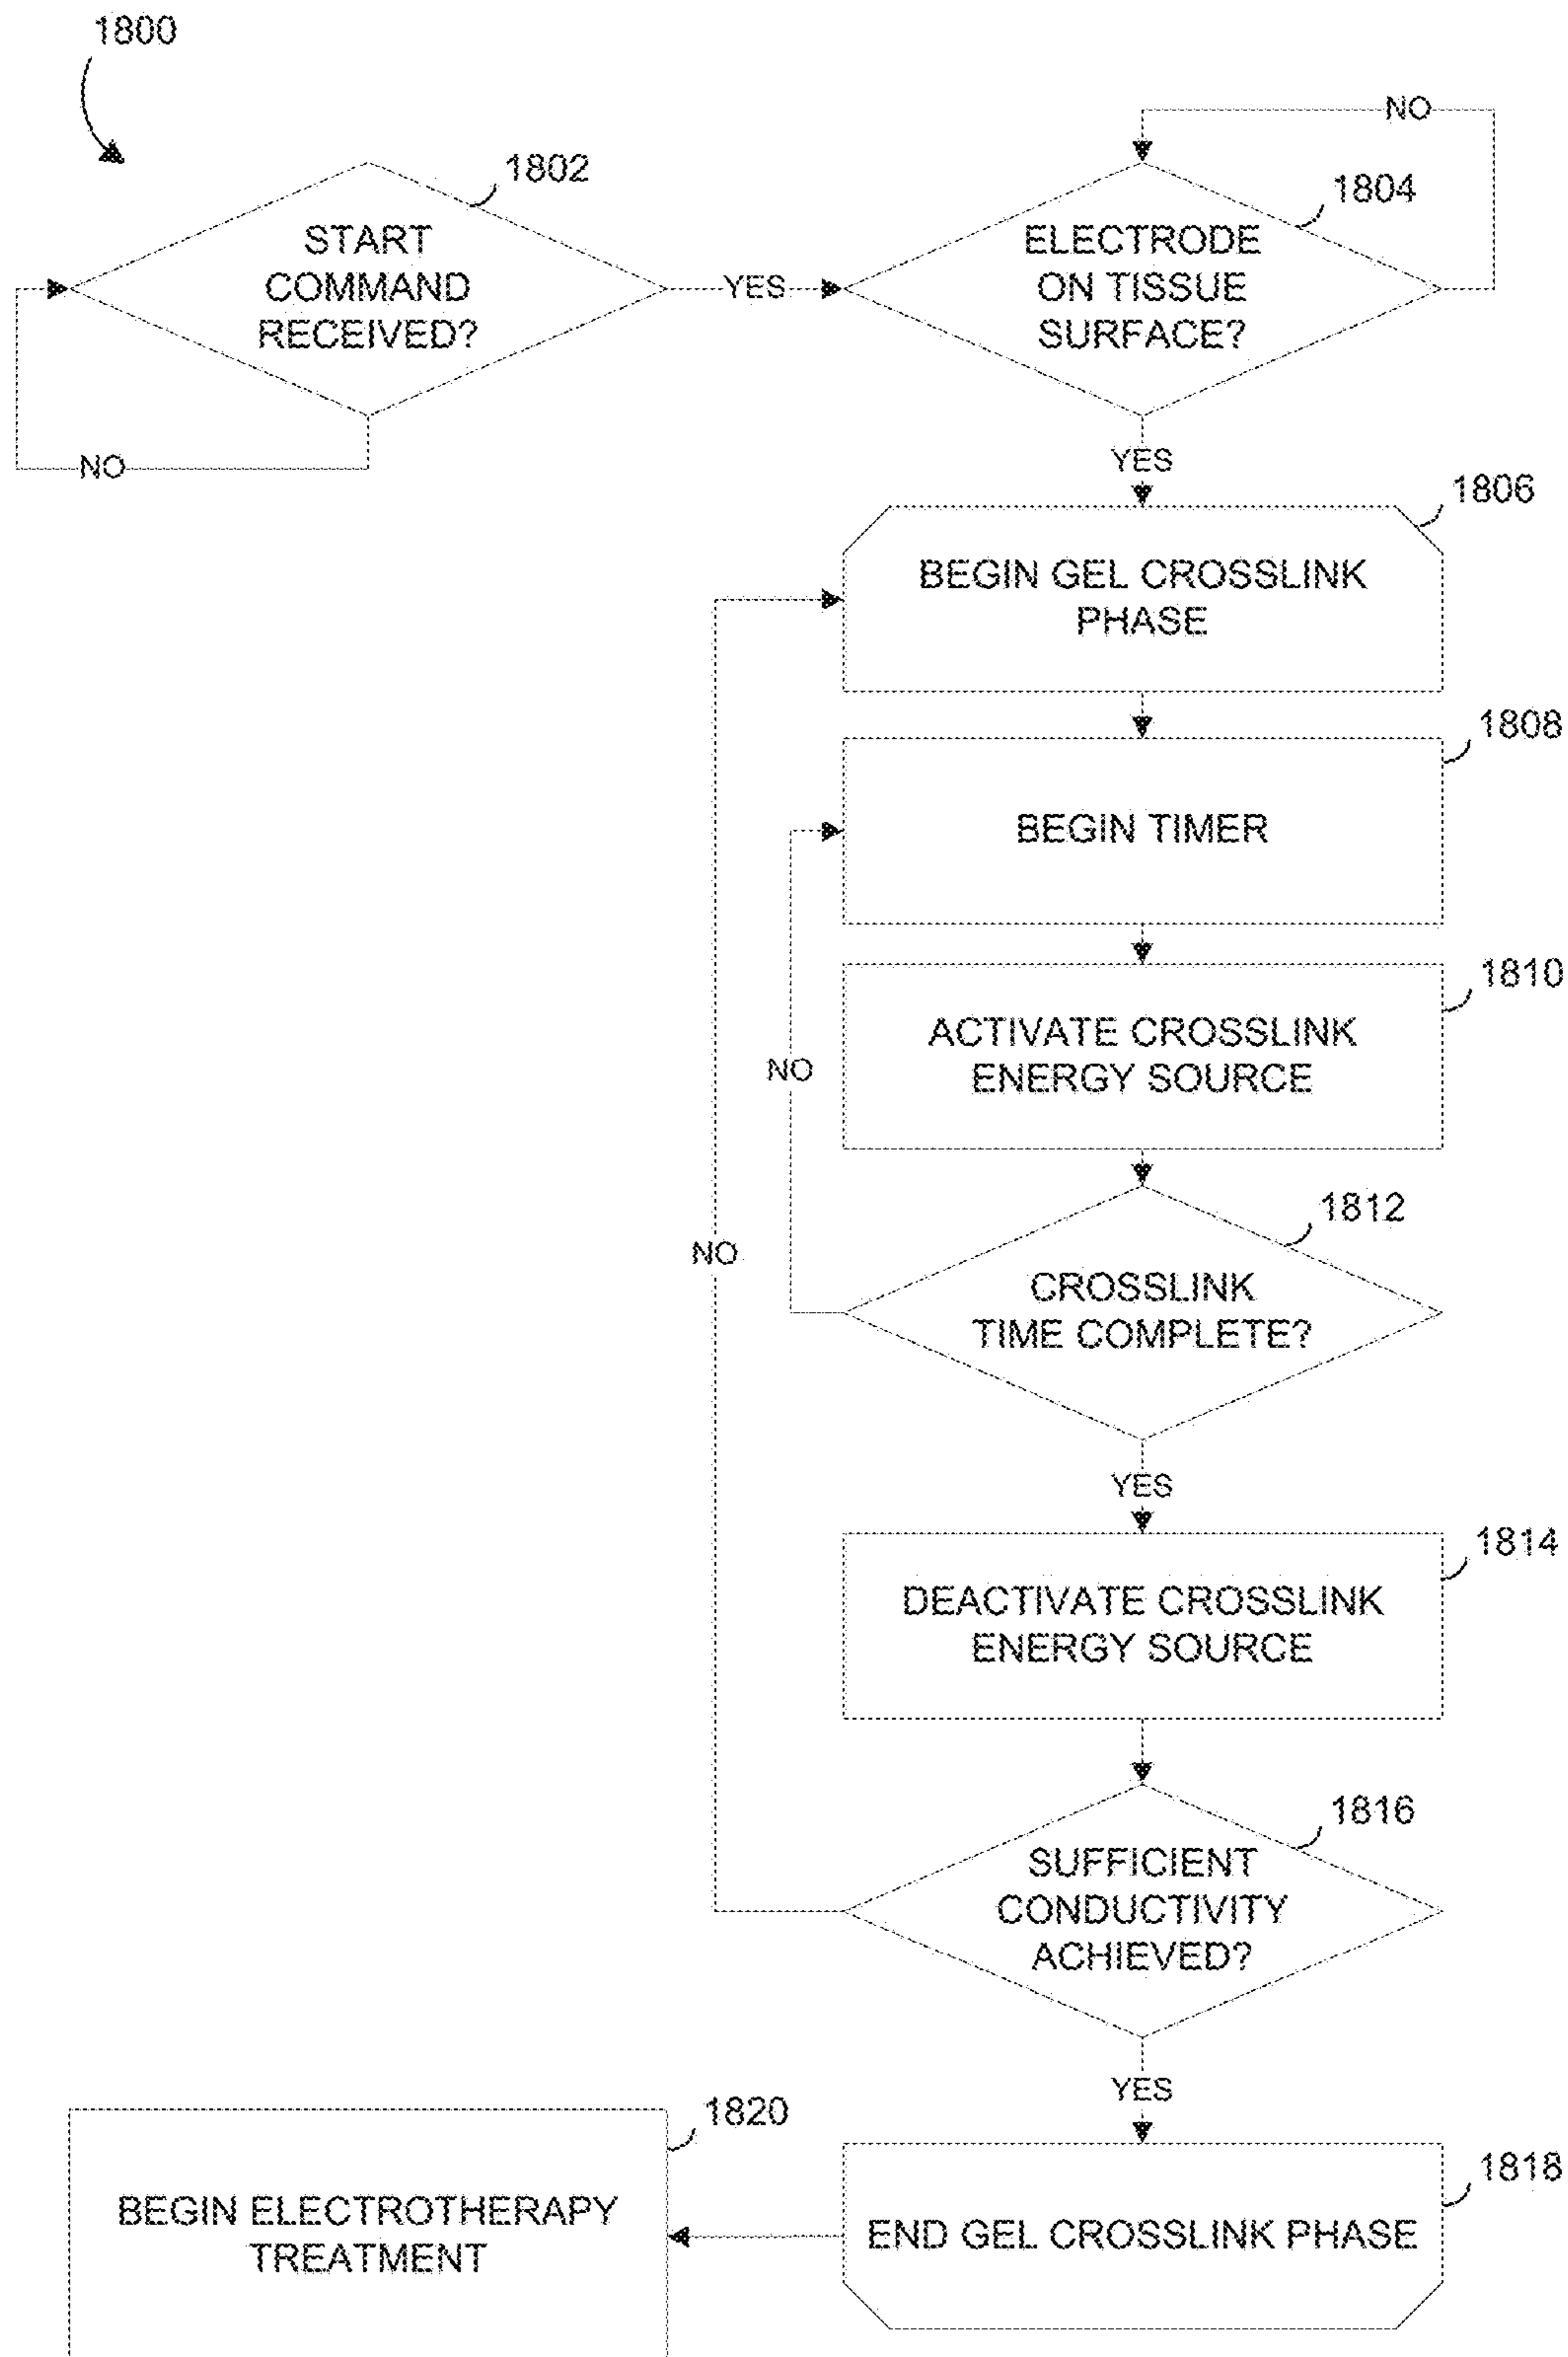 1800
1802
START
COMMAND
RECEIVED?
NO
YES
NO
1804
ELECTRODE
ON TISSUE
SURFACE?
YES
1806
BEGIN GEL CROSSLINK
PHASE
1808
BEGIN TIMER
1810
ACTIVATE CROSSLINK
ENERGY SOURCE
NO
1812
CROSSLINK
TIME COMPLETE?
NO
YES
1814
DEACTIVATE CROSSLINK
ENERGY SOURCE
1816
SUFFICIENT
CONDUCTIVITY
ACHIEVED?
YES
1818
END GEL CROSSLINK PHASE
1820
BEGIN ELECTROTHERAPY
TREATMENT